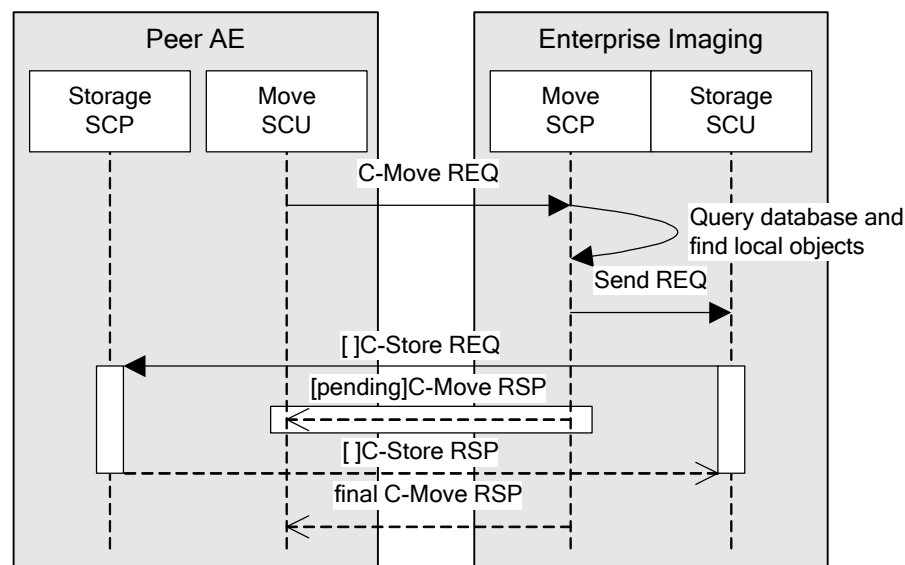 Peer AE
Enterprise Imaging
Storage
SCP
Move
SCU
Move
SCP
Storage
SCU
C-Move REQ
Query database and
find local objects
Send REQ
[ ]C-Store REQ
[pending]C-Move RSP
[ ]C-Store RSP
final C-Move RSP